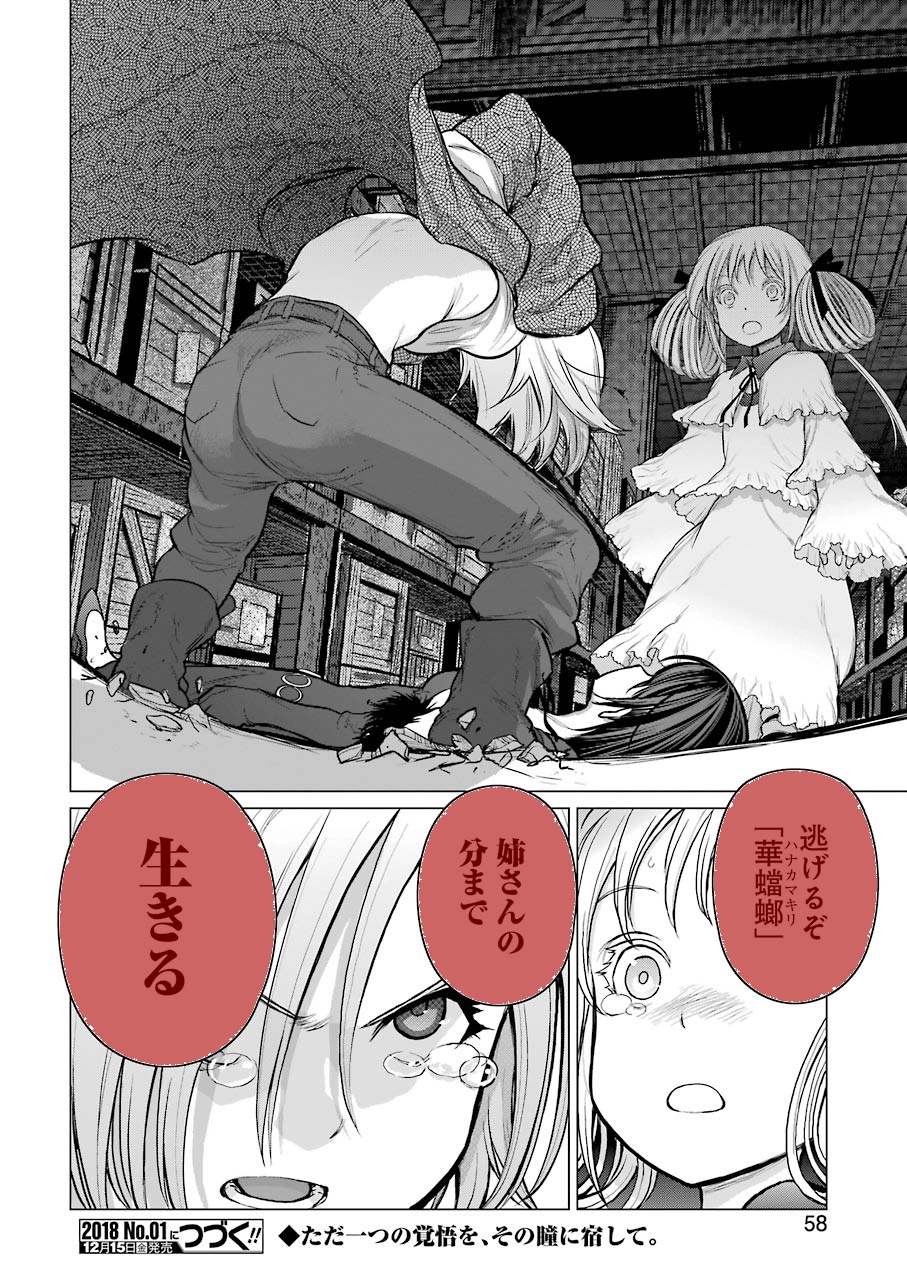 逃げるぞ
「華蟷螂」
ハナカマキリ
姉さんの
分まで
生きる
58
◆ただ一つの覚悟を、その瞳に宿して。
2018 No.01に
12月15日金発売
つづく!!